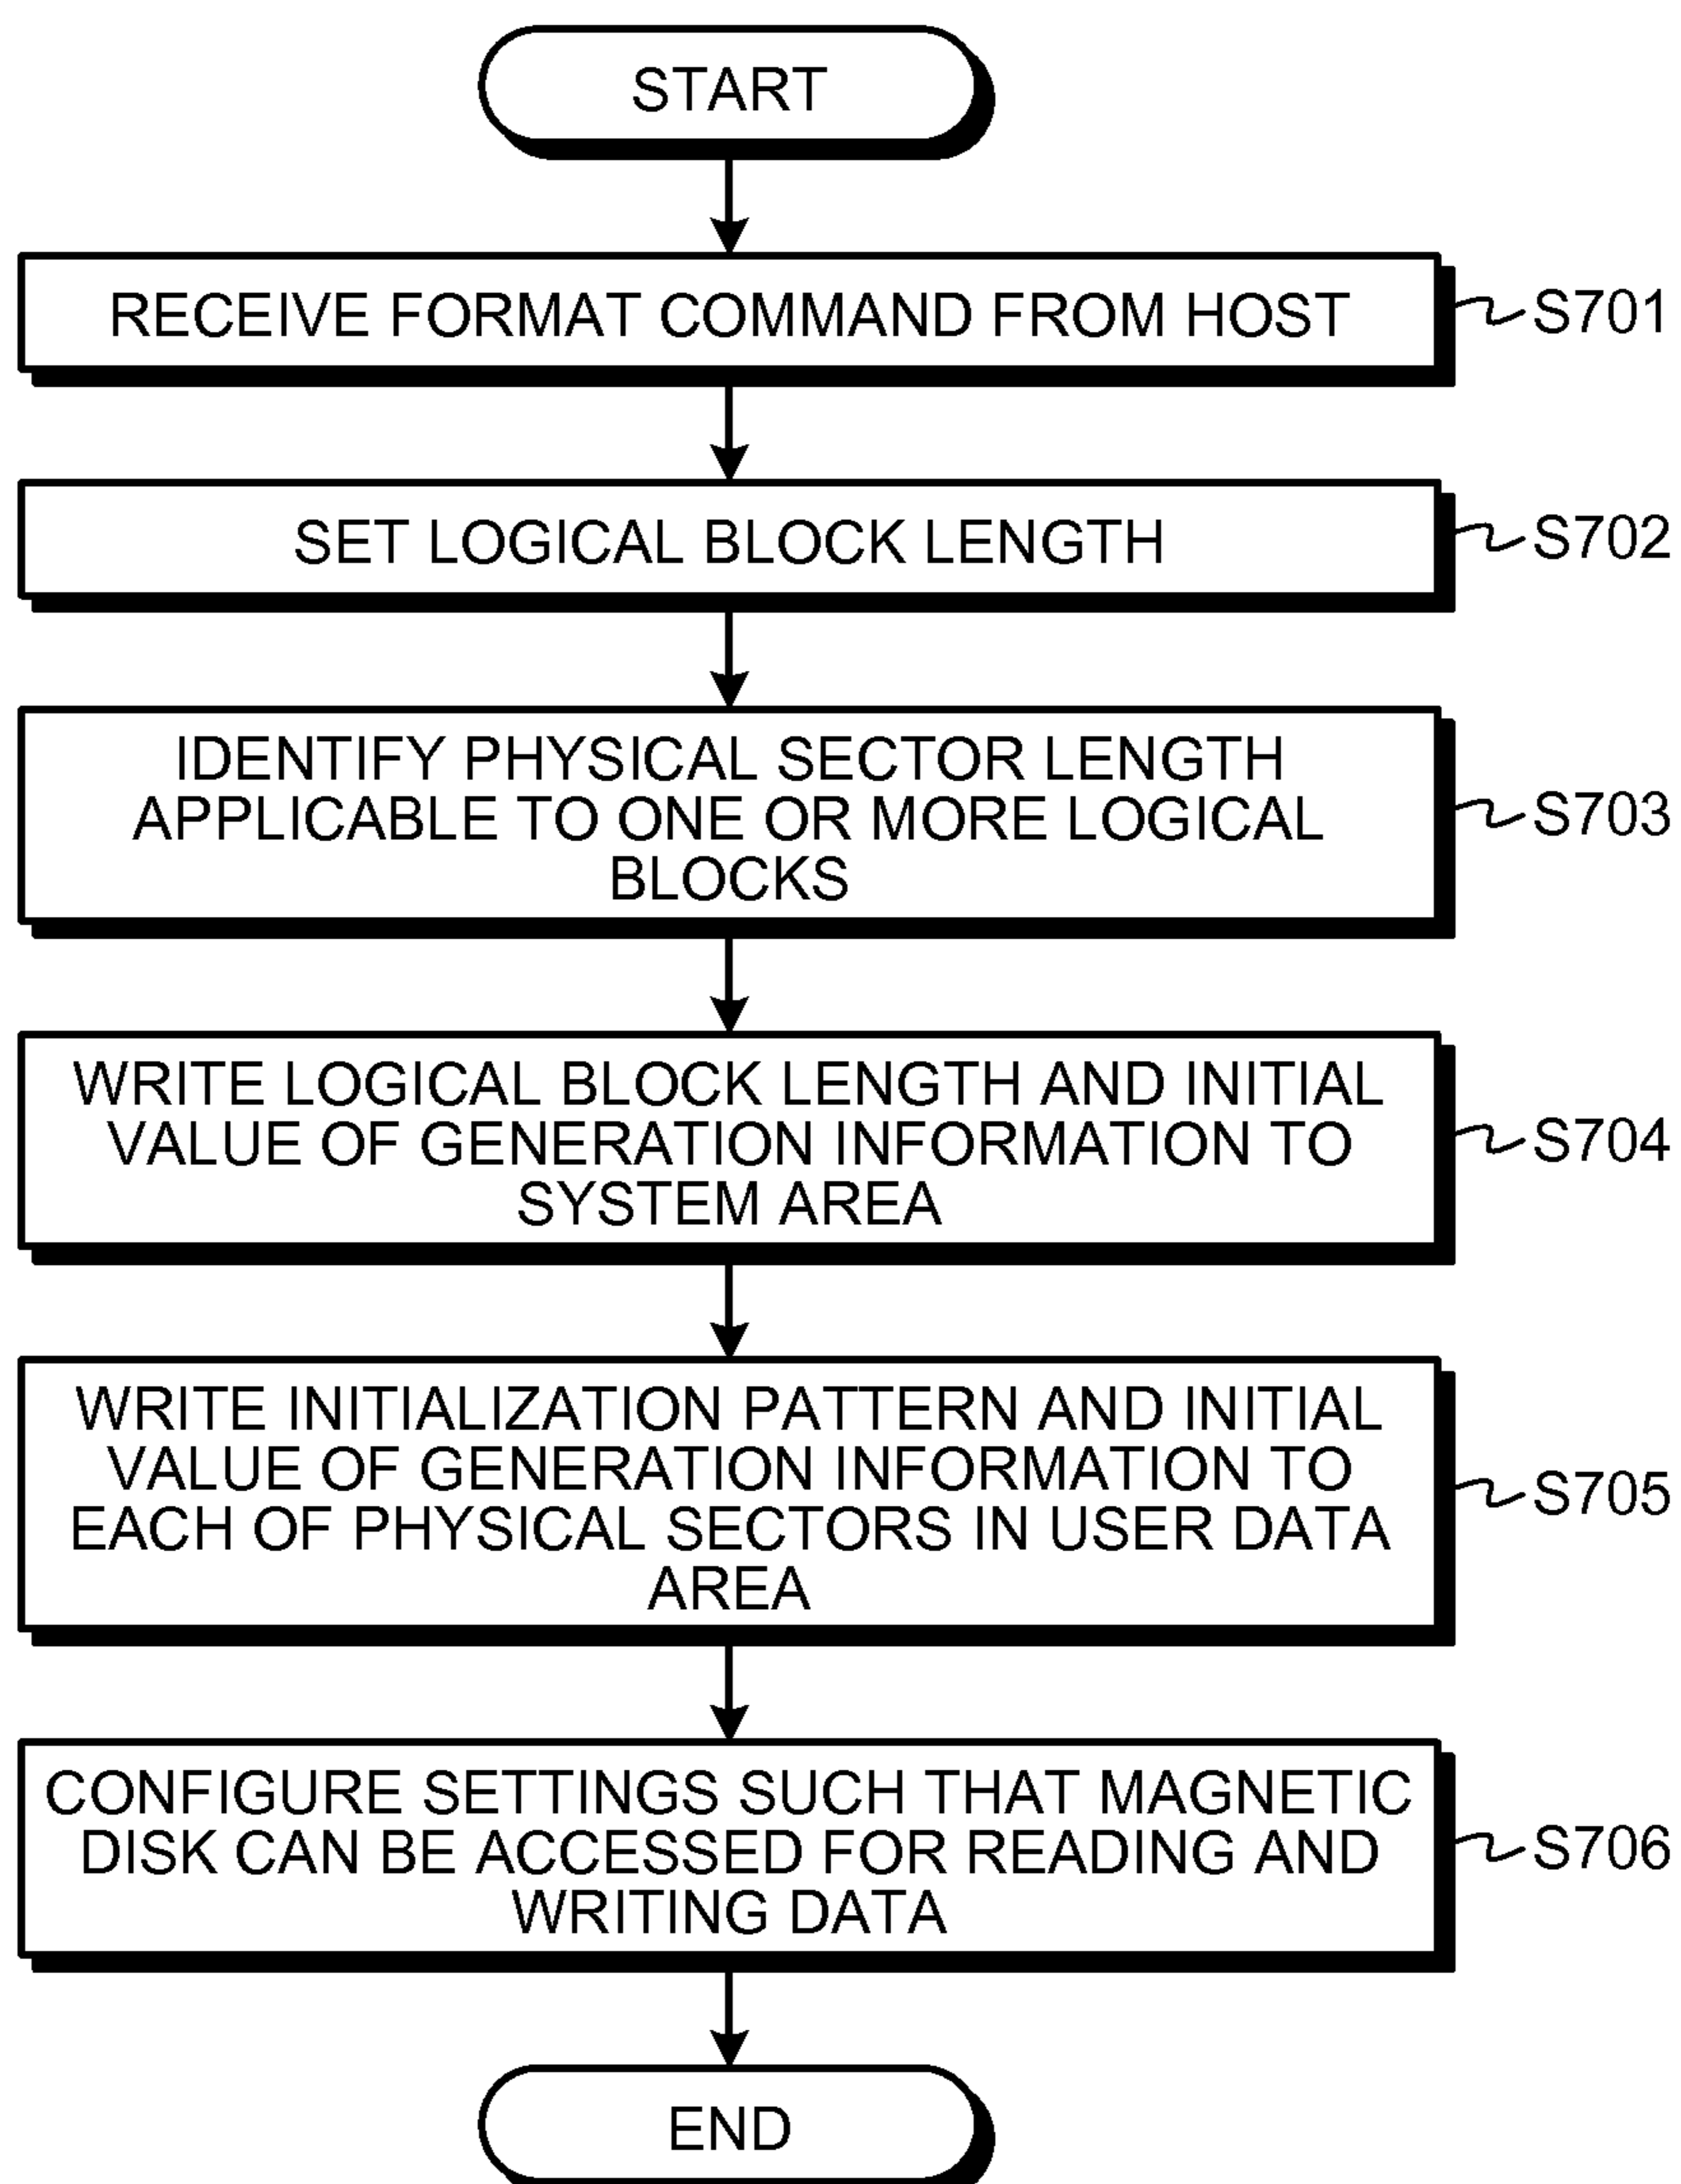 START
RECEIVE FORMAT COMMAND FROM HOST
S701
SET LOGICAL BLOCK LENGTH
S702
IDENTIFY PHYSICAL SECTOR LENGTH
APPLICABLE TO ONE OR MORE LOGICAL
BLOCKS
S703
WRITE LOGICAL BLOCK LENGTH AND INITIAL
VALUE OF GENERATION INFORMATION TO
SYSTEM AREA
S704
WRITE INITIALIZATION PATTERN AND INITIAL
VALUE OF GENERATION INFORMATION TO
EACH OF PHYSICAL SECTORS IN USER DATA
AREA
S705
CONFIGURE SETTINGS SUCH THAT MAGNETIC
DISK CAN BE ACCESSED FOR READING AND
WRITING DATA
S706
END